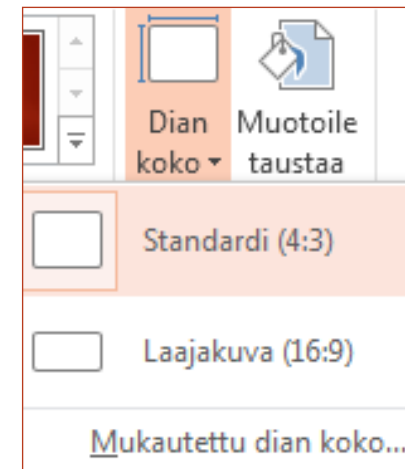 Dian koko
Muotoile taustaa
Standardi (4:3)
Laajakuva (16:9)
Mukautettu dian koko...